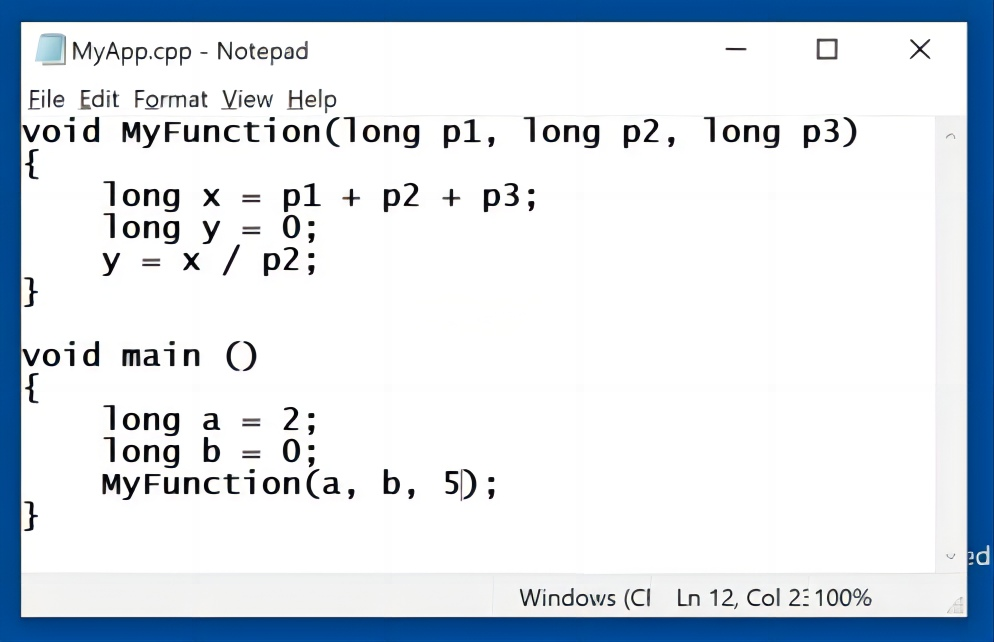 MyApp.cpp - Notepad
File Edit Format View Help
void MyFunction(long p1, long p2, long p3)
{
    long x = p1 + p2 + p3;
    long y = 0;
    y = x / p2;
}
void main ()
{
    long a = 2;
    long b = 0;
    MyFunction(a, b, 5);
}
ed
Windows (Cl Ln 12, Col 23 100%